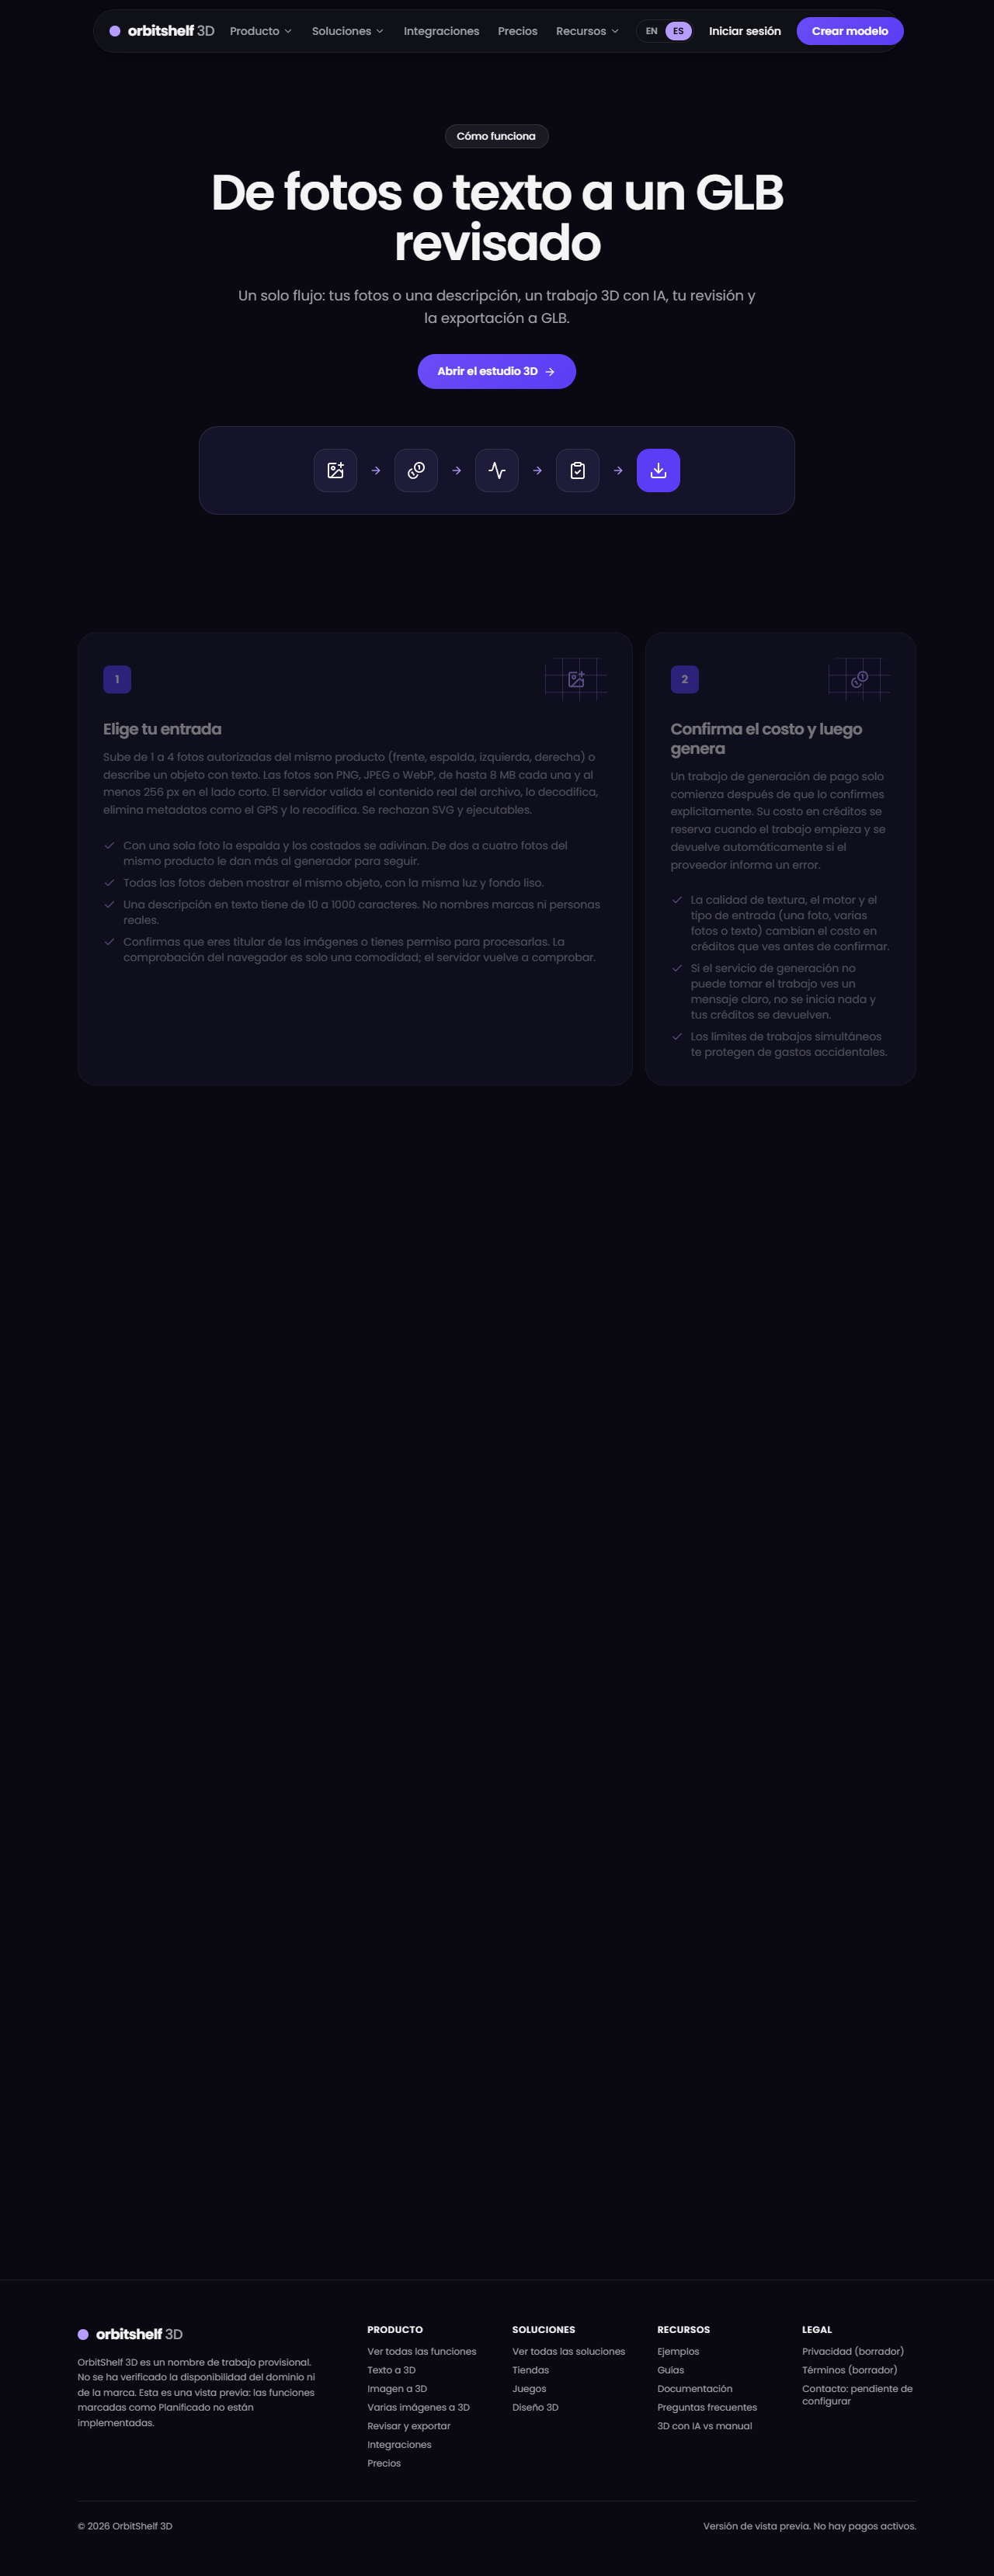 orbitshelf 3D
Producto
Soluciones
Integraciones
Precios
Recursos
EN
ES
Iniciar sesión
Crear modelo
Cómo funciona
De fotos o texto a un GLB
revisado
Un solo flujo: tus fotos o una descripción, un trabajo 3D con IA, tu revisión y
la exportación a GLB.
Abrir el estudio 3D
1
Elige tu entrada
Sube de 1 a 4 fotos autorizadas del mismo producto (frente, espalda, izquierda, derecha) o
describe un objeto con texto. Las fotos son PNG, JPEG o WebP, de hasta 8 MB cada una y al
menos 256 px en el lado corto. El servidor valida el contenido real del archivo, lo decodifica,
elimina metadatos como el GPS y lo recodifica. Se rechazan SVG y ejecutables.
Con una sola foto la espalda y los costados se adivinan. De dos a cuatro fotos del
mismo producto le dan más al generador para seguir.
Todas las fotos deben mostrar el mismo objeto, con la misma luz y fondo liso.
Una descripción en texto tiene de 10 a 1000 caracteres. No nombres marcas ni personas
reales.
Confirmas que eres titular de las imágenes o tienes permiso para procesarlas. La
comprobación del navegador es solo una comodidad; el servidor vuelve a comprobar.
2
Confirma el costo y luego
genera
Un trabajo de generación de pago solo
comienza después de que lo confirmes
explícitamente. Su costo en créditos se
reserva cuando el trabajo empieza y se
devuelve automáticamente si el
proveedor informa un error.
La calidad de textura, el motor y el
tipo de entrada (una foto, varias
fotos o texto) cambian el costo en
créditos que ves antes de confirmar.
Si el servicio de generación no
puede tomar el trabajo ves un
mensaje claro, no se inicia nada y
tus créditos se devuelven.
Los límites de trabajos simultáneos
te protegen de gastos accidentales.
orbitshelf 3D
OrbitShelf 3D es un nombre de trabajo provisional.
No se ha verificado la disponibilidad del dominio ni
de la marca. Esta es una vista previa: las funciones
marcadas como Planificado no están
implementadas.
PRODUCTO
Ver todas las funciones
Texto a 3D
Imagen a 3D
Varias imágenes a 3D
Revisar y exportar
Integraciones
Precios
SOLUCIONES
Ver todas las soluciones
Tiendas
Juegos
Diseño 3D
RECURSOS
Ejemplos
Guías
Documentación
Preguntas frecuentes
3D con IA vs manual
LEGAL
Privacidad (borrador)
Términos (borrador)
Contacto: pendiente de
configurar
© 2026 OrbitShelf 3D
Versión de vista previa. No hay pagos activos.